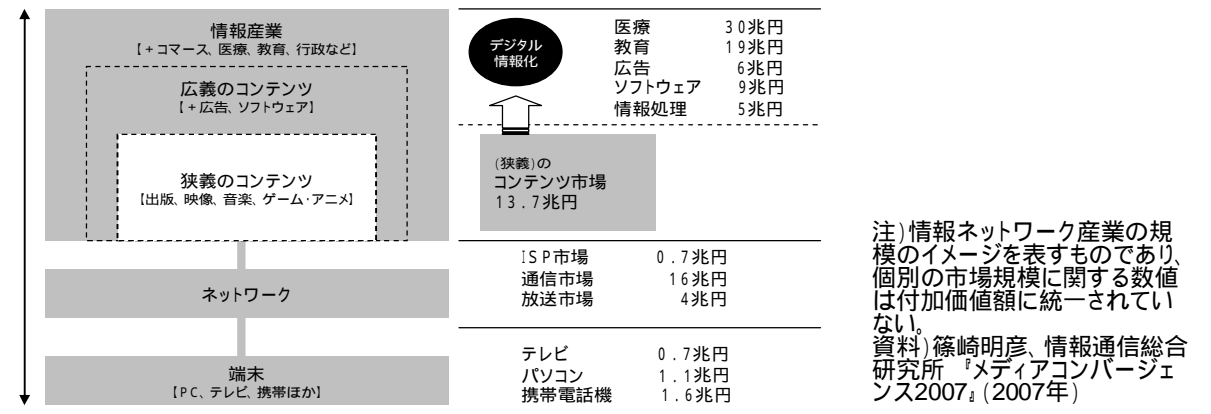 情報産業
【+コマース、医療、教育、行政など】
広義のコンテンツ
【+広告、ソフトウェア】
狭義のコンテンツ
【出版、映像、音楽、ゲーム・アニメ】
ネットワーク
端末
【PC、テレビ、携帯ほか】
デジタル
情報化
医療 30兆円
教育 19兆円
広告 6兆円
ソフトウェア 9兆円
情報処理 5兆円
(狭義)の
コンテンツ市場
13.7兆円
ISP市場 0.7兆円
通信市場 16兆円
放送市場 4兆円
テレビ 0.7兆円
パソコン 1.1兆円
携帯電話機 1.6兆円
注)情報ネットワーク産業の規
模のイメージを表すものであり、
個別の市場規模に関する数値
は付加価値額に統一されてい
ない。
資料)篠崎明彦、情報通信総合
研究所 『メディアコンバージェ
ンス2007』(2007年)